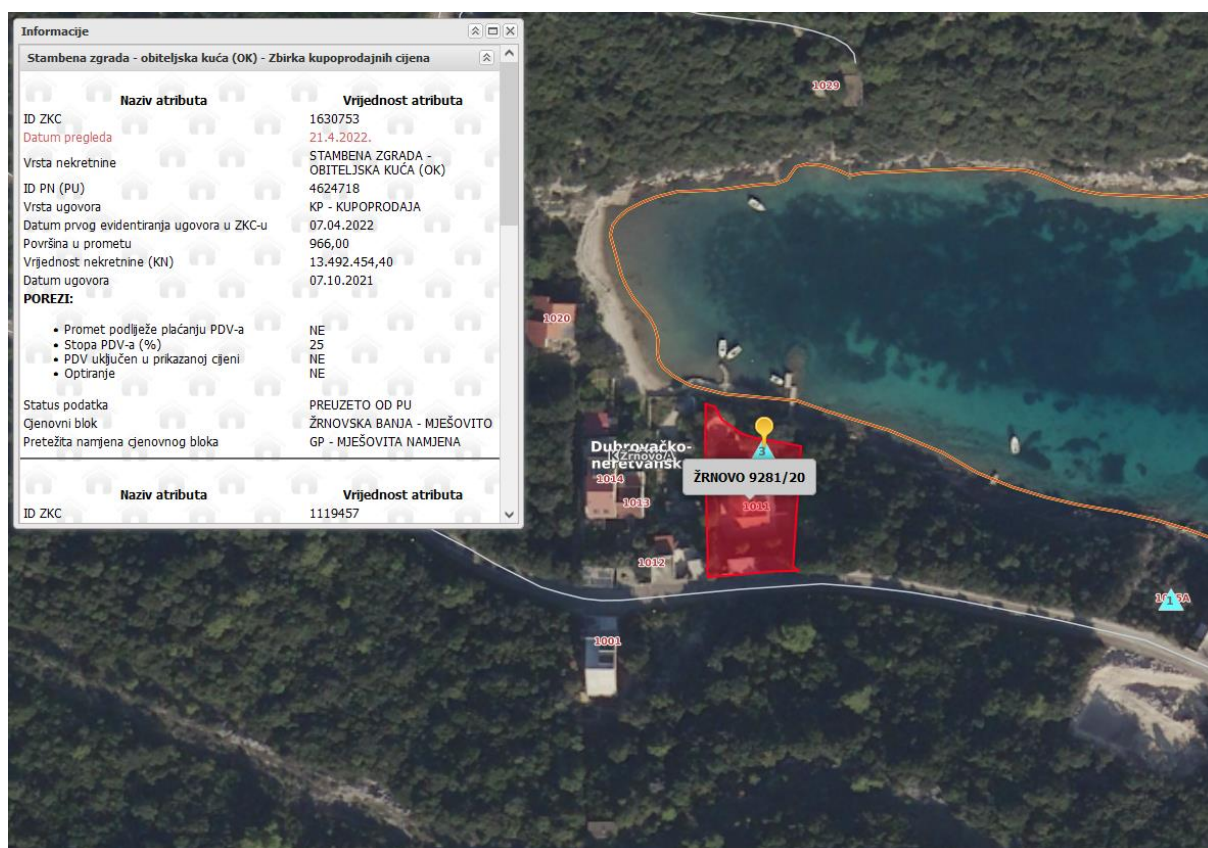 Informacije
Stambena zgrada - obiteljska kuća (OK) - Zbirka kupoprodajnih cijena
Naziv atributa Vrijednost atributa
ID ZKC 1630753
Datum pregleda 21.4.2022.
Vrsta nekretnine STAMBENA ZGRADA - OBITELJSKA KUĆA (OK)
ID PN (PU) 4624718
Vrsta ugovora KP - KUPOPRODAJA
Datum prvog evidentiranja ugovora u ZKC-u 07.04.2022
Površina u prometu 966,00
Vrijednost nekretnine (KN) 13.492.454,40
Datum ugovora 07.10.2021
POREZI:
• Promet podliježe plaćanju PDV-a NE
• Stopa PDV-a (%) 25
• PDV uključen u prikazanoj cijeni NE
• Optiranje NE
Status podatka PREUZETO OD PU
Cjenovni blok ŽRNOVSKA BANJA - MJEŠOVITO
Pretežita namjena cjenovnog bloka GP - MJEŠOVITA NAMJENA
Naziv atributa Vrijednost atributa
ID ZKC 1119457
1029
1020
Dubrovačko-
neretvansk
Žrnovo
3
ŽRNOVO 9281/20
1014
1013
1011
1012
1
1001